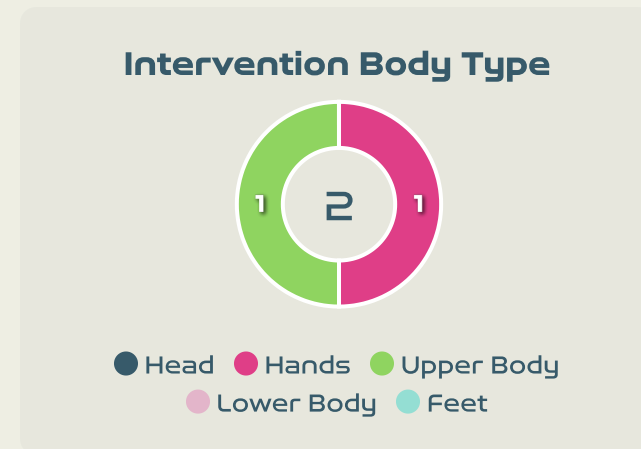 Intervention Body Type
1 2 1
Head Hands Upper Body
Lower Body Feet